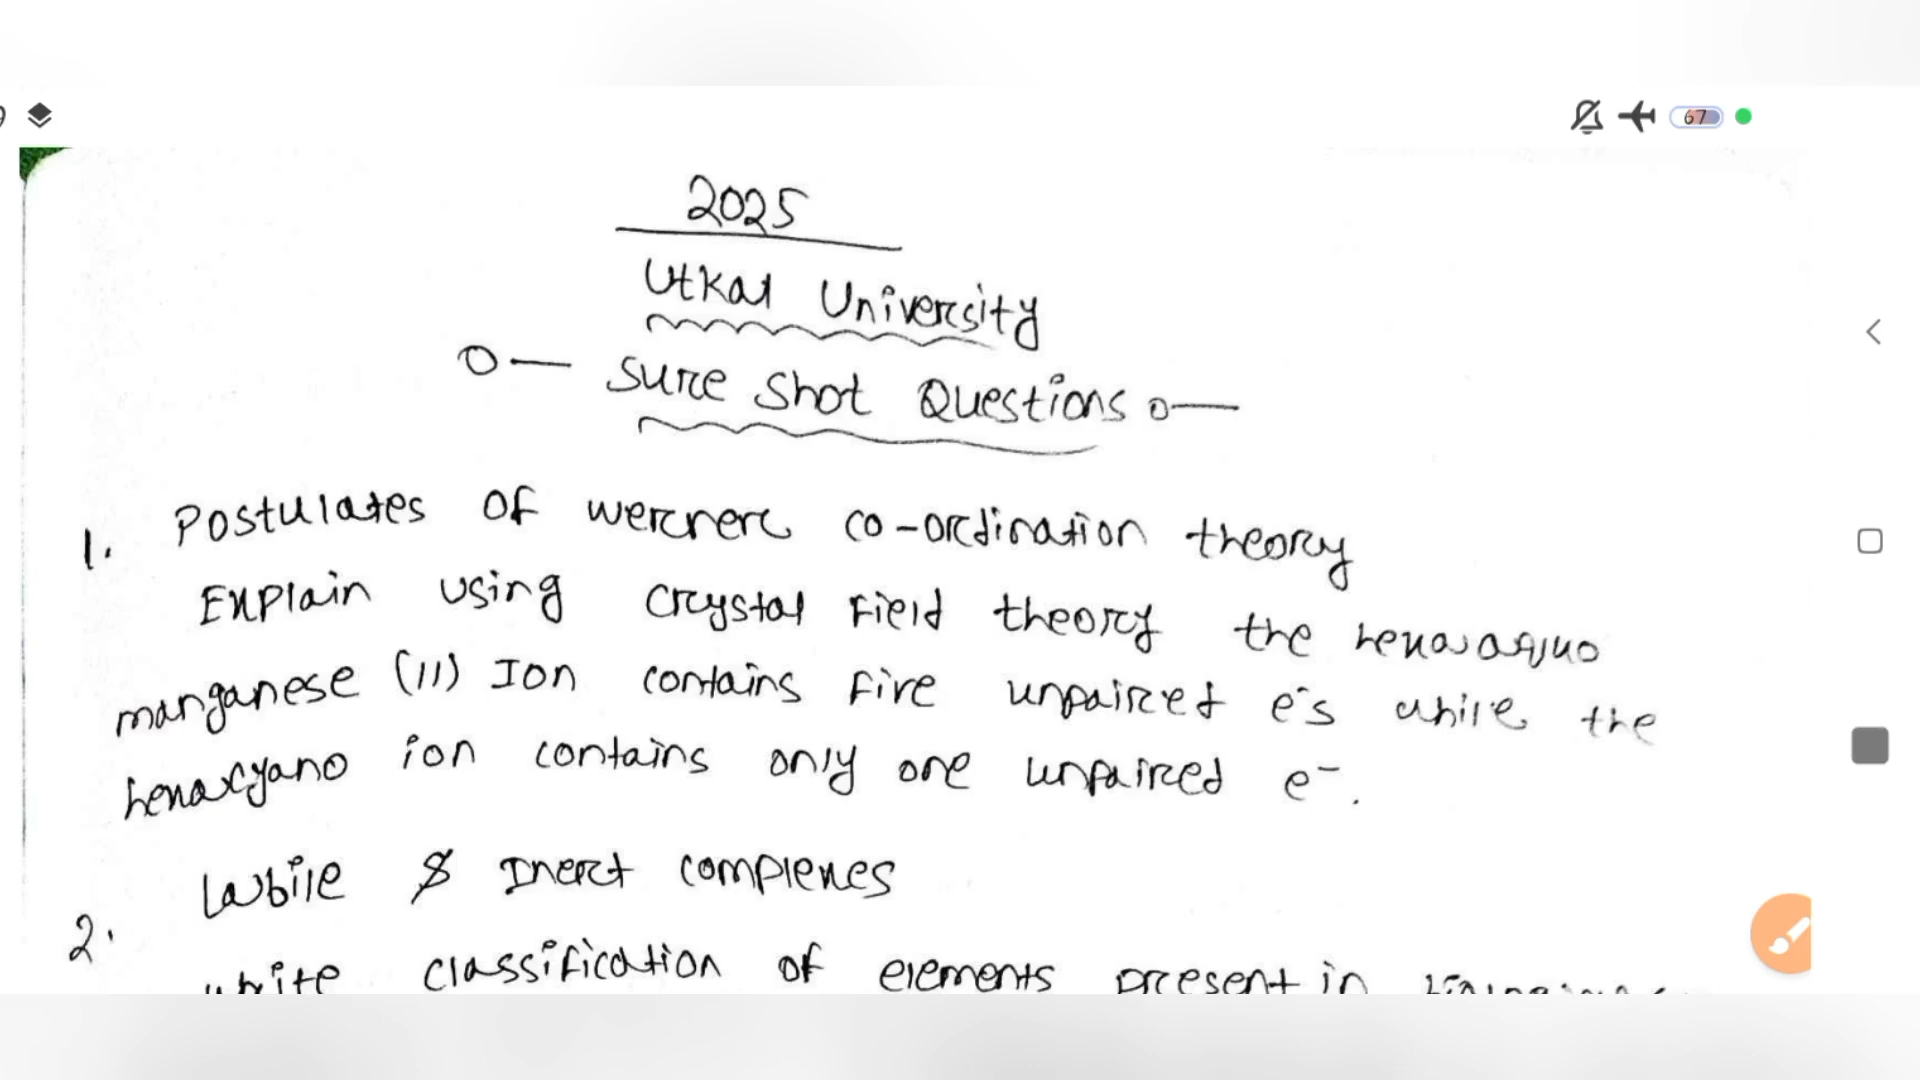 67
2025
Utkal University
Sure Shot Questions
1. Postulates of werner co-ordination theory
Explain using crystal Field theory the hexaaquo
manganese (II) Ion contains five unpaired e⁻s while the
hexacyano ion contains only one unpaired e⁻.
2. Labile & Inert complexes
write classification of elements present in